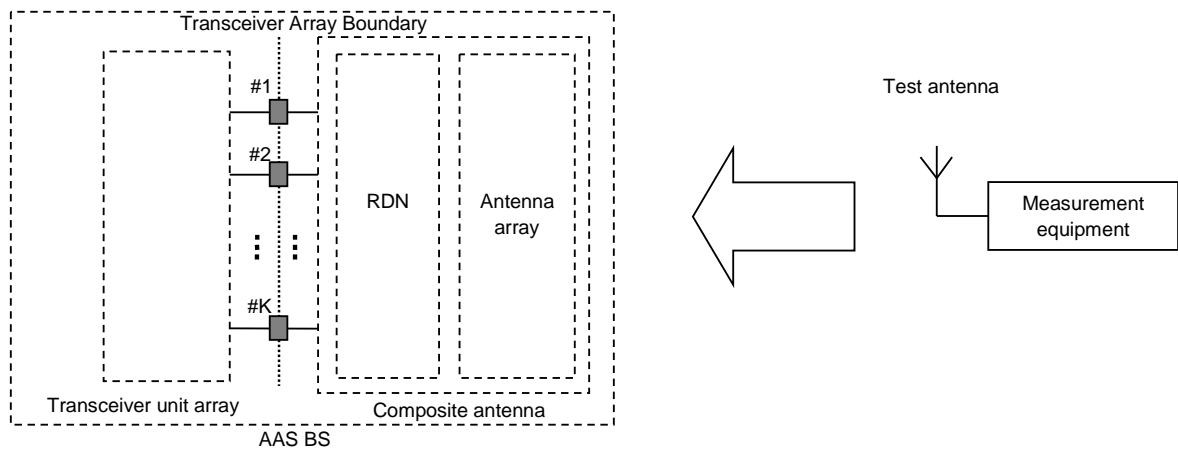 Transceiver Array Boundary
#1
#2
#K
RDN
Antenna
array
Transceiver unit array
Composite antenna
AAS BS
Test antenna
Measurement
equipment